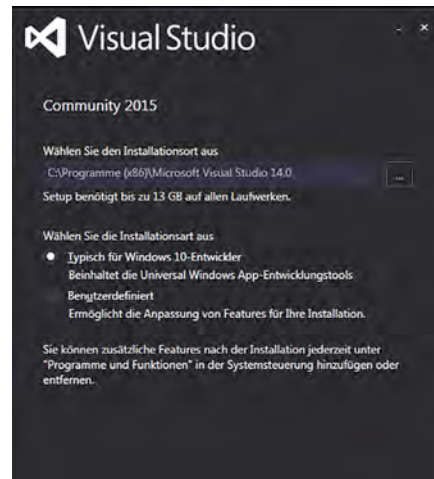 Visual Studio
Community 2015
Wählen Sie den Installationsort aus
C:\Programme (x86)\Microsoft Visual Studio 14.0
...
Setup benötigt bis zu 13 GB auf allen Laufwerken.
Wählen Sie die Installationsart aus
Typisch für Windows 10-Entwickler
Beinhaltet die Universal Windows App-Entwicklungstools
Benutzerdefiniert
Ermöglicht die Anpassung von Features für Ihre Installation.
Sie können zusätzliche Features nach der Installation jederzeit unter
"Programme und Funktionen" in der Systemsteuerung hinzufügen oder
entfernen.